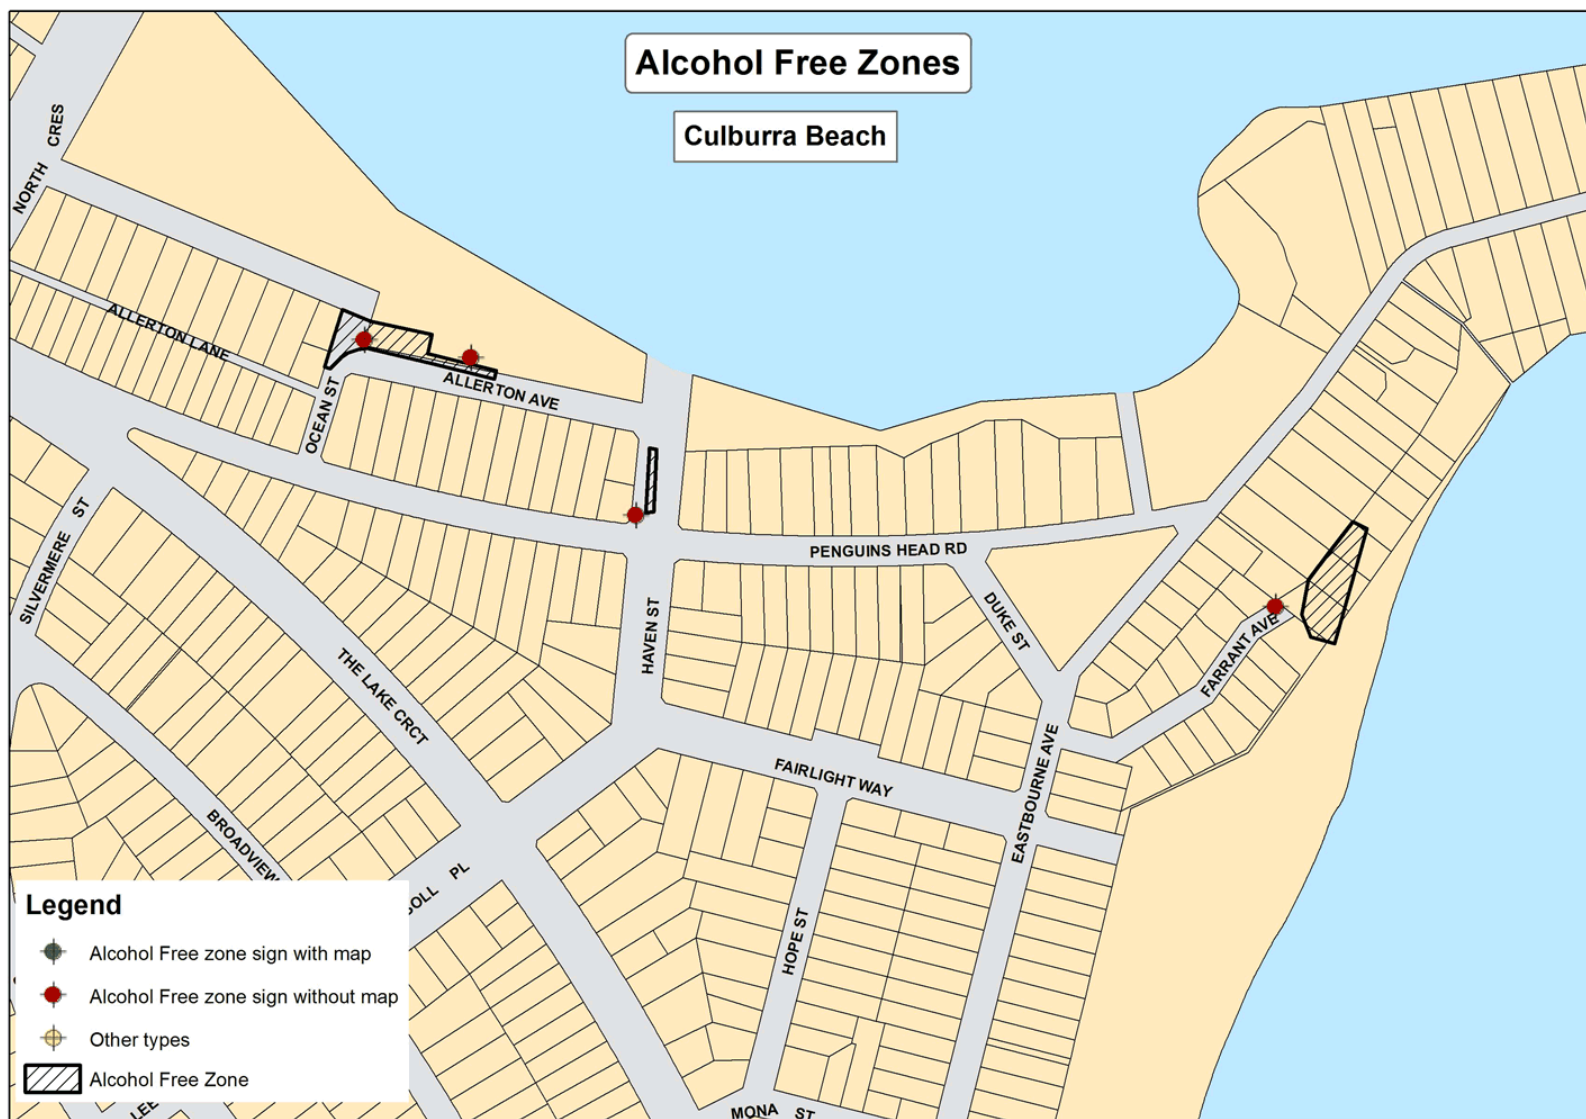 Alcohol Free Zones
Culburra Beach
NORTH CRES
ALLERTON LANE
OCEAN ST
ALLERTON AVE
SILVERMERE ST
PENGUINS HEAD RD
DUKE ST
HAVEN ST
FARRANT AVE
THE LAKE CRCT
FAIRLIGHT WAY
EASTBOURNE AVE
BROADVIEW
PL
HOPE ST
MONA ST
Legend
Alcohol Free zone sign with map
Alcohol Free zone sign without map
Other types
Alcohol Free Zone
LEE